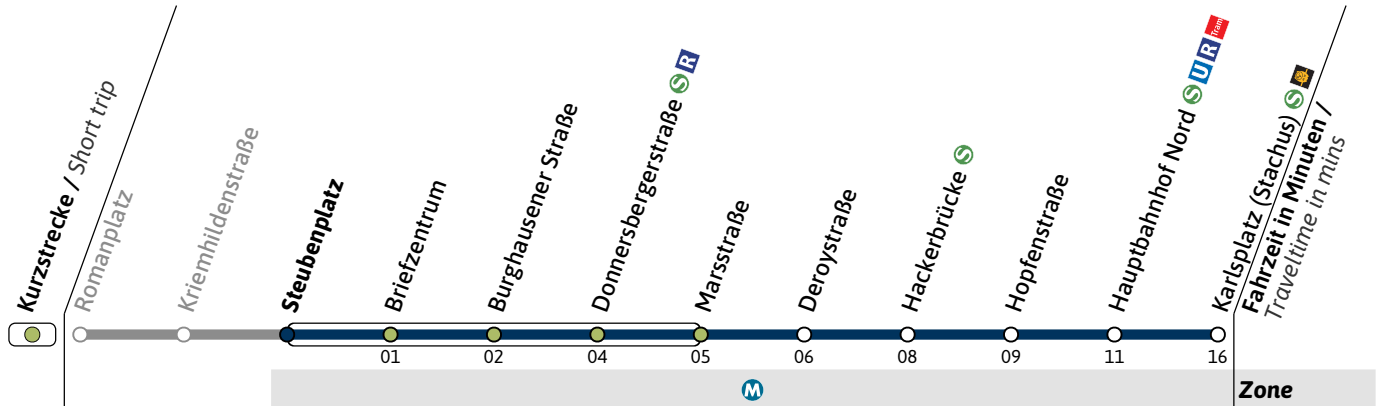 Kurzstrecke / Short trip
Romanplatz
Kriemhildenstraße
Steubenplatz
Briefzentrum
Burghausener Straße
Donnersbergerstraße S R
Marsstraße
Deroystraße
Hackerbrücke S
Hopfenstraße
Hauptbahnhof Nord S U R Tram
Karlsplatz (Stachus) S
Fahrzeit in Minuten /
Traveltime in mins
01 02 04 05 06 08 09 11 16
M Zone